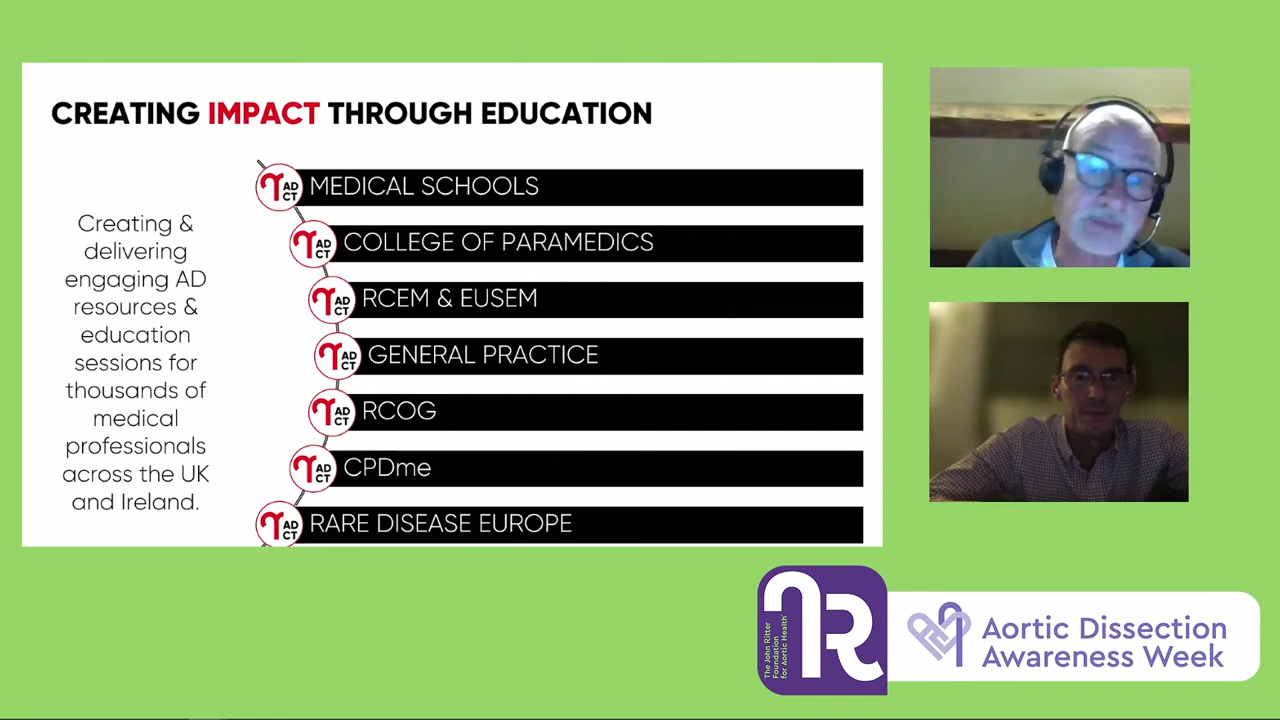 CREATING IMPACT THROUGH EDUCATION
Creating &
delivering
engaging AD
resources &
education
sessions for
thousands of
medical
professionals
across the UK
and Ireland.
AD
CT
MEDICAL SCHOOLS
AD
CT
COLLEGE OF PARAMEDICS
AD
CT
RCEM & EUSEM
AD
CT
GENERAL PRACTICE
AD
CT
RCOG
AD
CT
CPDme
AD
CT
RARE DISEASE EUROPE
The John Ritter
Foundation
for Aortic Health
R
Aortic Dissection
Awareness Week